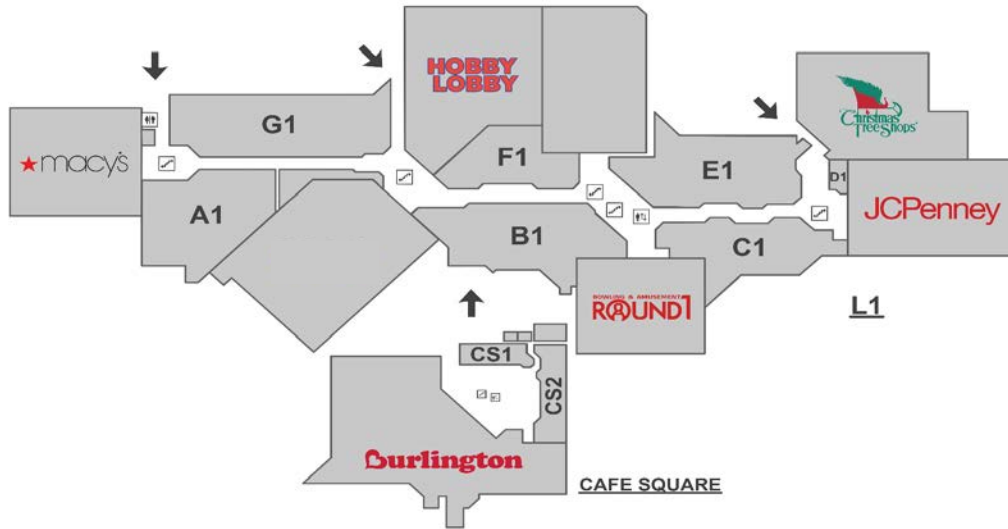 HOBBY
LOBBY
Christmas
Tree Shops
G1
macy's
F1
E1
D1
A1
JCPenney
B1
C1
BOWLING & AMUSEMENT
ROUND1
L1
CS1
CS2
Burlington
CAFE SQUARE